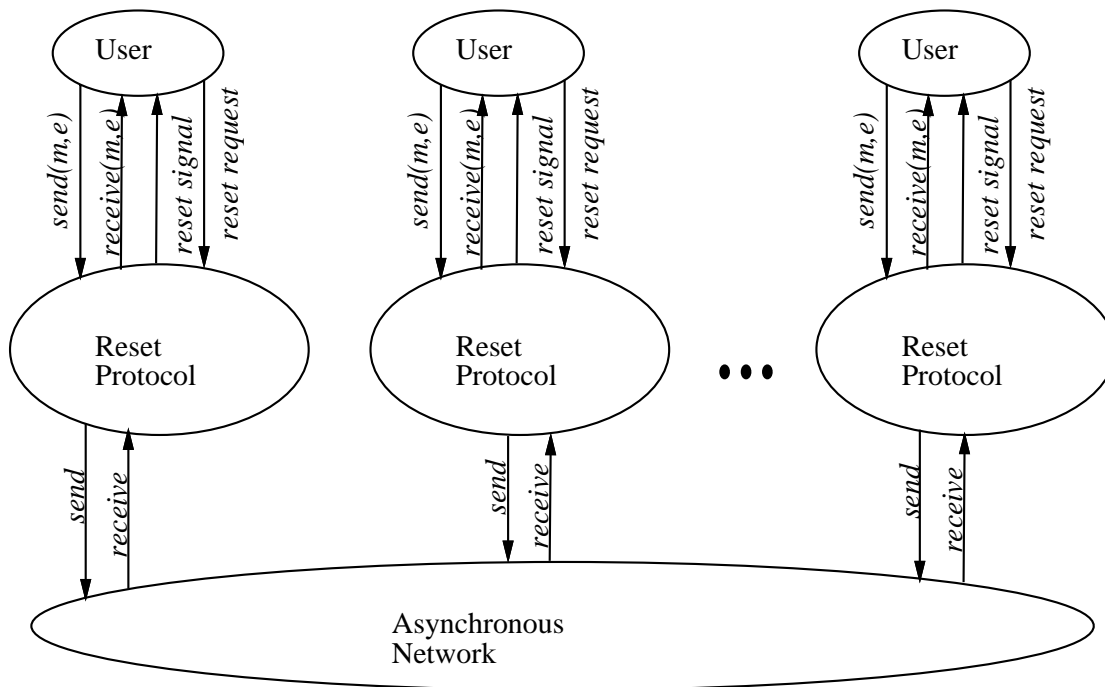 User
User
User
send(m,e)
receive(m,e)
reset signal
reset request
send(m,e)
receive(m,e)
reset signal
reset request
send(m,e)
receive(m,e)
reset signal
reset request
Reset
Protocol
Reset
Protocol
Reset
Protocol
send
receive
send
receive
send
receive
Asynchronous
Network